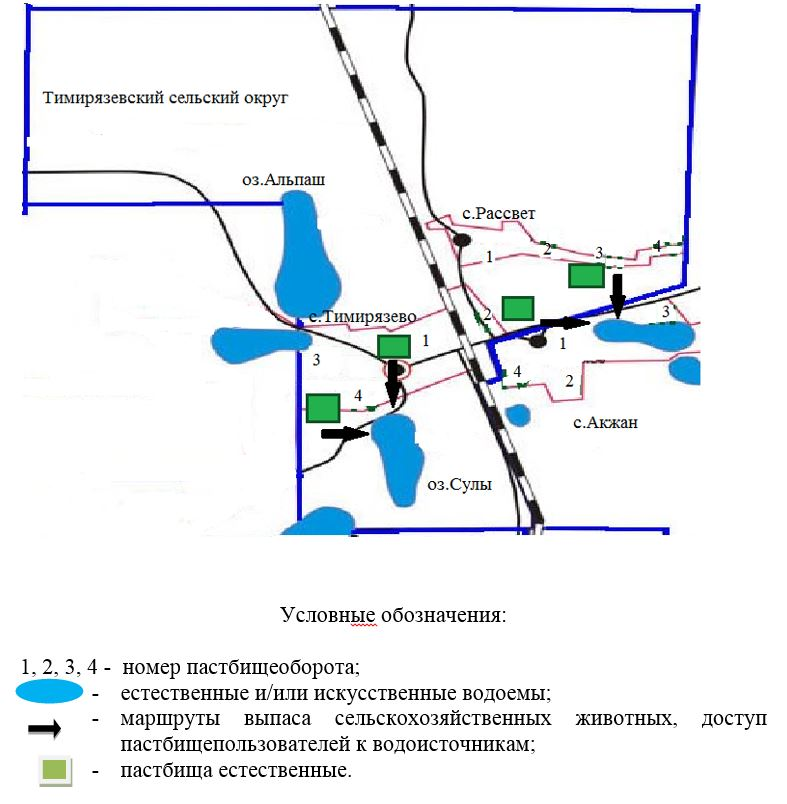 Тимирязевский сельский округ
оз.Альпаш
с.Рассвет
1
2
3
4
с.Тимирязево
1
2
3
3
1
4
2
4
с.Акжан
оз.Сулы
Условные обозначения:
1, 2, 3, 4 - номер пастбищеоборота;
- естественные и/или искусственные водоемы;
- маршруты выпаса сельскохозяйственных животных, доступ
пастбищепользователей к водоисточникам;
- пастбища естественные.